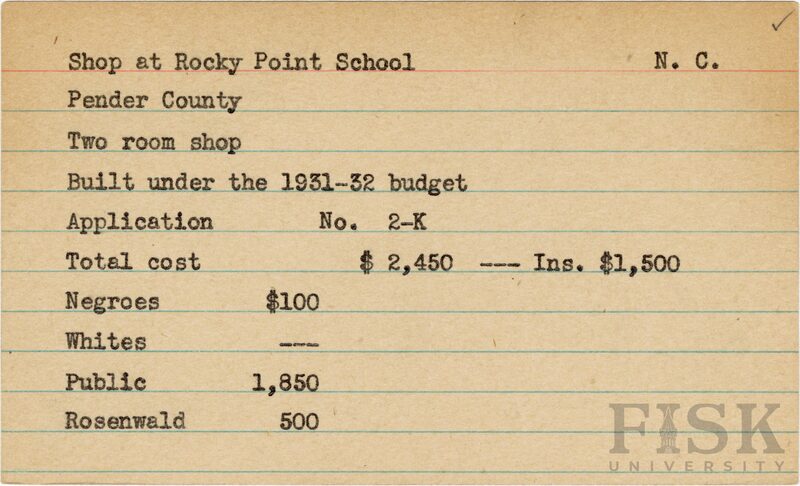 Shop at Rocky Point School N. C.
Pender County
Two room shop
Built under the 1931-32 budget
Application No. 2-K
Total cost $ 2,450 --- Ins. $1,500
Negroes $100
Whites ---
Public 1,850
Rosenwald 500
FISK
UNIVERSITY